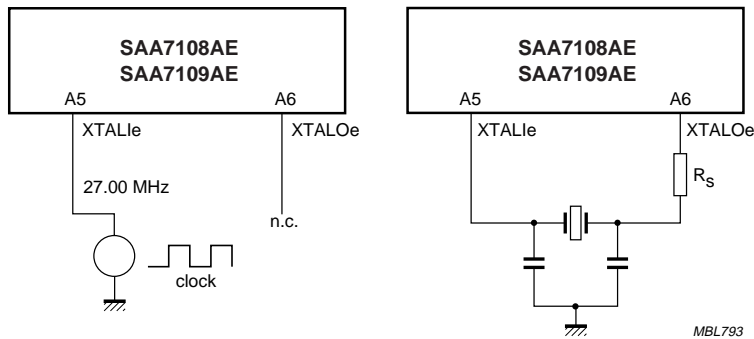 SAA7108AE
SAA7109AE
A5
A6
XTALIe
XTALOe
27.00 MHz
n.c.
clock
SAA7108AE
SAA7109AE
A5
A6
XTALIe
XTALOe
Rs
MBL793